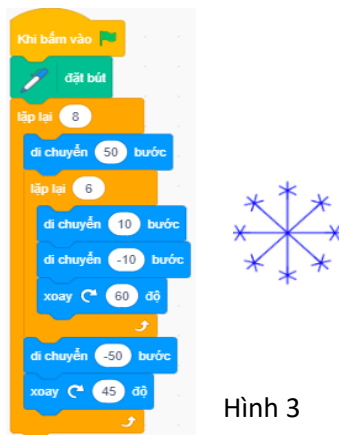 Khi bấm vào
đặt bút
lặp lại 8
di chuyển 50 bước
lặp lại 6
di chuyển 10 bước
di chuyển -10 bước
xoay 60 độ
di chuyển -50 bước
xoay 45 độ
Hình 3